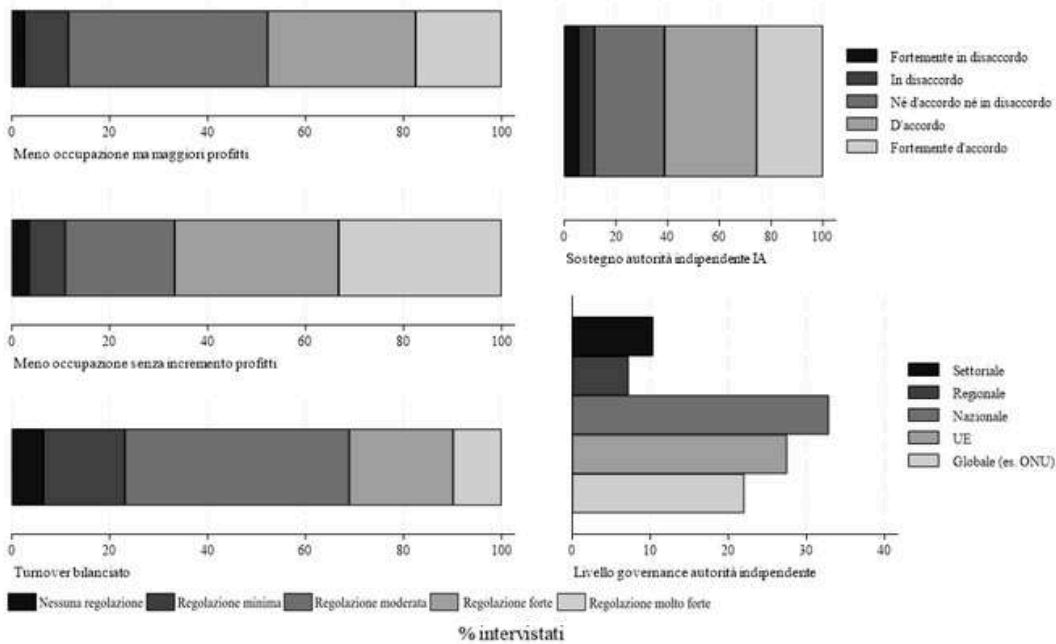 0 20 40 60 80 100
Meno occupazione ma maggiori profitti
0 20 40 60 80 100
Meno occupazione senza incremento profitti
0 20 40 60 80 100
Turnover bilanciato
Nessuna regolazione Regolazione minima Regolazione moderata Regolazione forte Regolazione molto forte
Fortemente in disaccordo
In disaccordo
Né d'accordo né in disaccordo
D'accordo
Fortemente d'accordo
0 20 40 60 80 100
Sostegno autorità indipendente IA
Settoriale
Regionale
Nazionale
UE
Globale (es. ONU)
0 10 20 30 40
Livello governance autorità indipendente
% intervistati